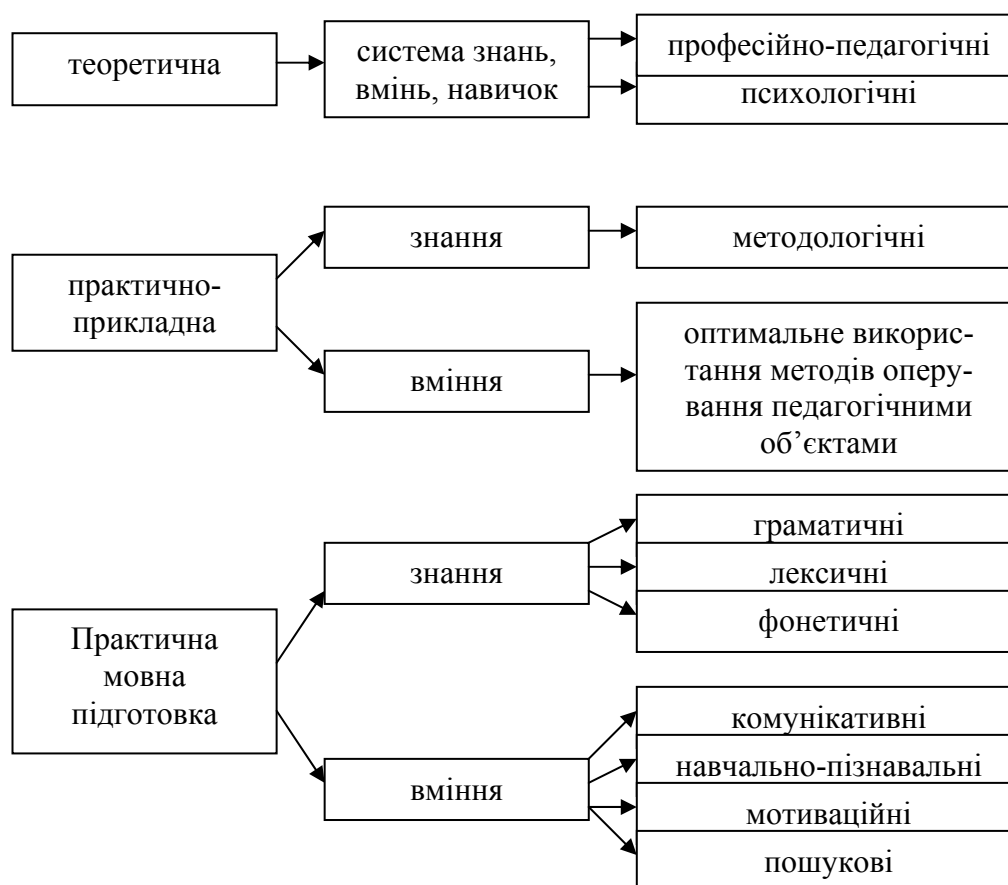 теоретична
система знань,
вмінь, навичок
професійно-педагогічні
психологічні
практично-
прикладна
знання
методологічні
вміння
оптимальне викорис-
тання методів оперу-
вання педагогічними
об’єктами
Практична
мовна
підготовка
знання
граматичні
лексичні
фонетичні
вміння
комунікативні
навчально-пізнавальні
мотиваційні
пошукові